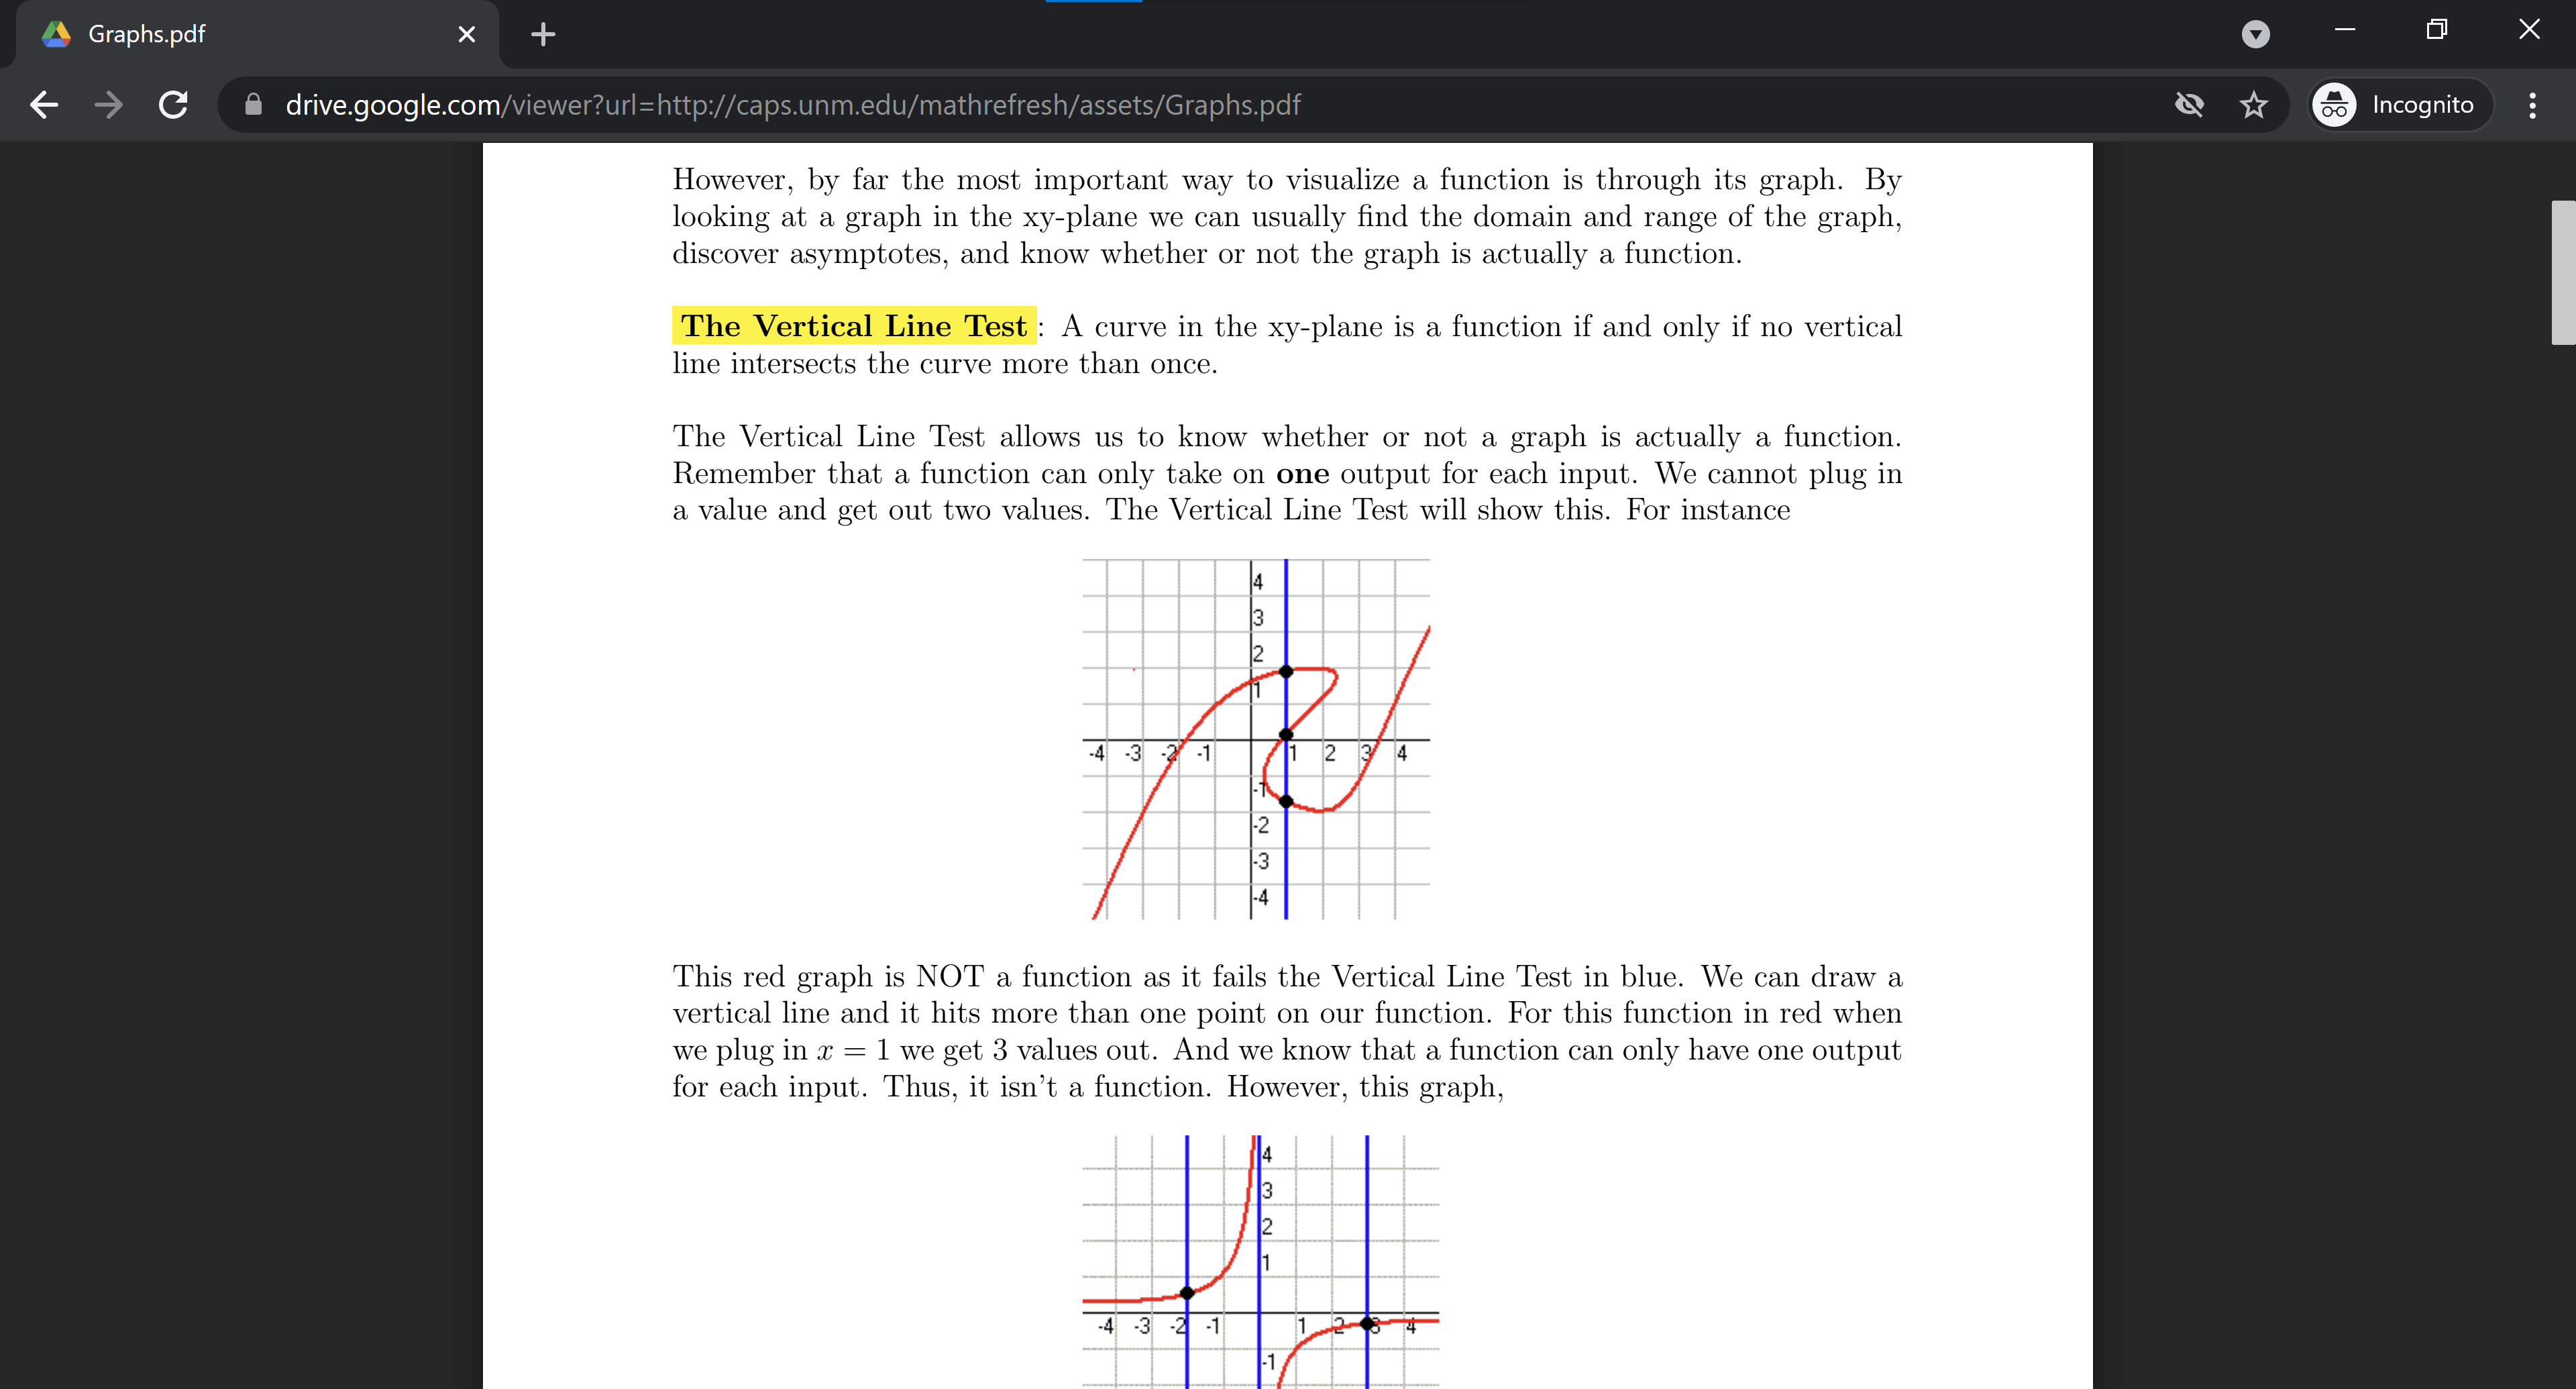 Graphs.pdf
drive.google.com/viewer?url=http://caps.unm.edu/mathrefresh/assets/Graphs.pdf
Incognito
However, by far the most important way to visualize a function is through its graph. By
looking at a graph in the xy-plane we can usually find the domain and range of the graph,
discover asymptotes, and know whether or not the graph is actually a function.
The Vertical Line Test : A curve in the xy-plane is a function if and only if no vertical
line intersects the curve more than once.
The Vertical Line Test allows us to know whether or not a graph is actually a function.
Remember that a function can only take on one output for each input. We cannot plug in
a value and get out two values. The Vertical Line Test will show this. For instance
4
3
2
1
-4 -3 -2 -1 1 2 3 4
-1
-2
-3
-4
This red graph is NOT a function as it fails the Vertical Line Test in blue. We can draw a
vertical line and it hits more than one point on our function. For this function in red when
we plug in x = 1 we get 3 values out. And we know that a function can only have one output
for each input. Thus, it isn't a function. However, this graph,
4
3
2
1
-4 -3 -2 -1 1 2 3 4
-1